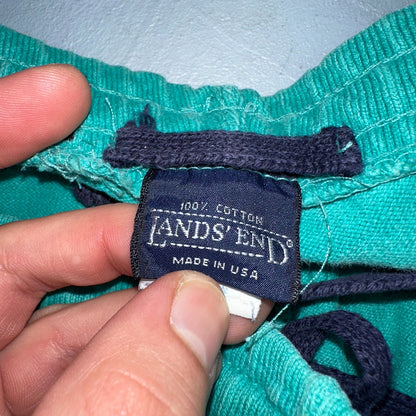 100% COTTON
LANDS' END®
MADE IN USA